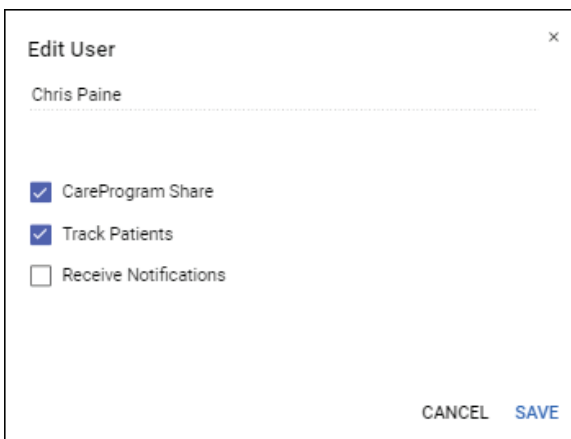 Edit User
Chris Paine
CareProgram Share
Track Patients
Receive Notifications
CANCEL SAVE